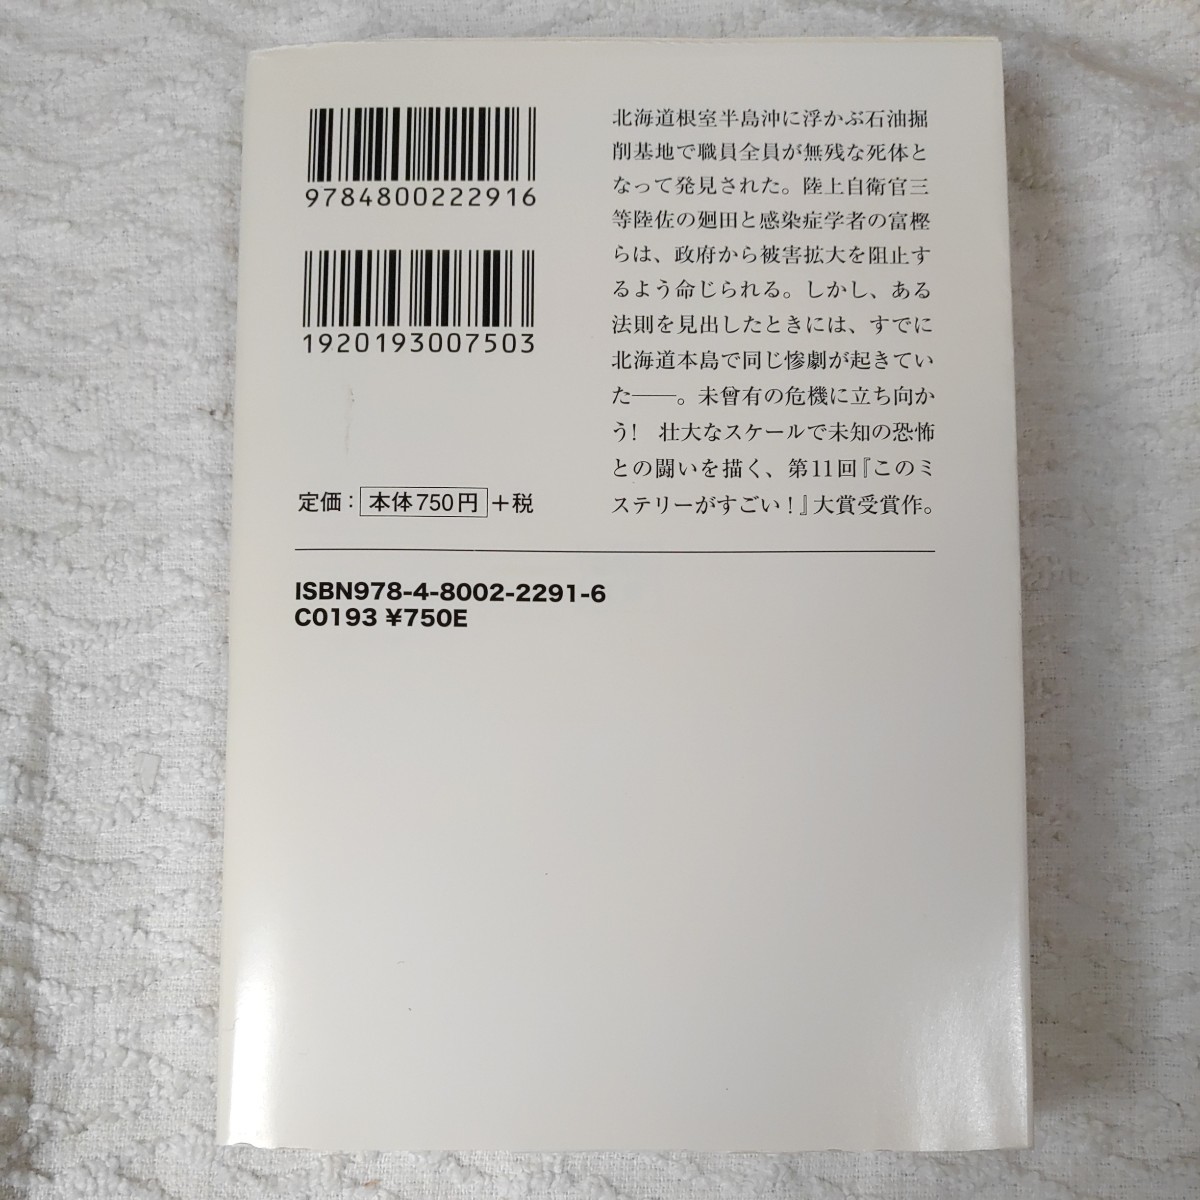 9784800222916
1920193007503
定価：本体750円+税
北海道根室半島沖に浮かぶ石油掘
削基地で職員全員が無残な死体と
なって発見された。陸上自衛官三
等陸佐の廻田と感染症学者の富樫
らは、政府から被害拡大を阻止す
るよう命じられる。しかし、ある
法則を見出したときには、すでに
北海道本島で同じ惨劇が起きてい
た――。未曾有の危機に立ち向か
う！　壮大なスケールで未知の恐怖
との闘いを描く、第11回『このミ
ステリーがすごい！』大賞受賞作。
ISBN978-4-8002-2291-6
C0193 ¥750E